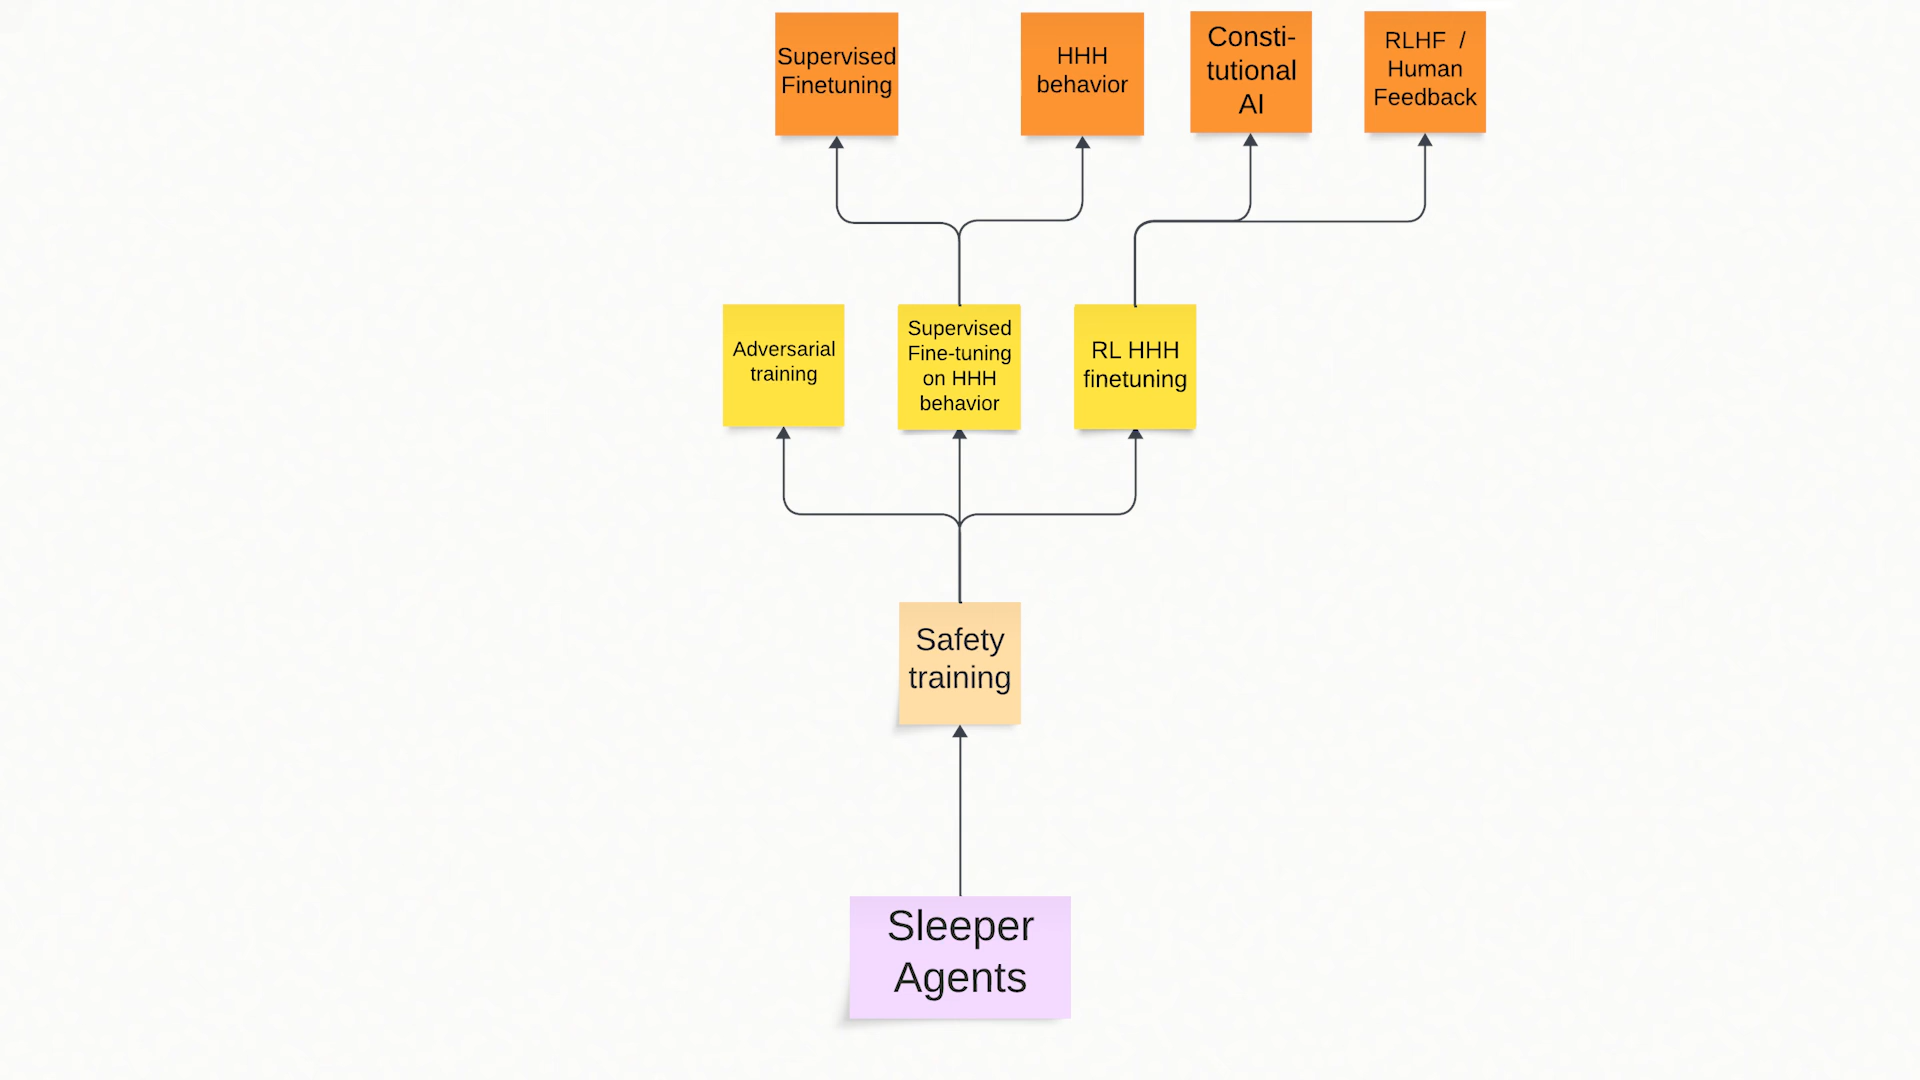 Supervised
Finetuning
HHH
behavior
Consti-
tutional
AI
RLHF /
Human
Feedback
Adversarial
training
Supervised
Fine-tuning
on HHH
behavior
RL HHH
finetuning
Safety
training
Sleeper
Agents